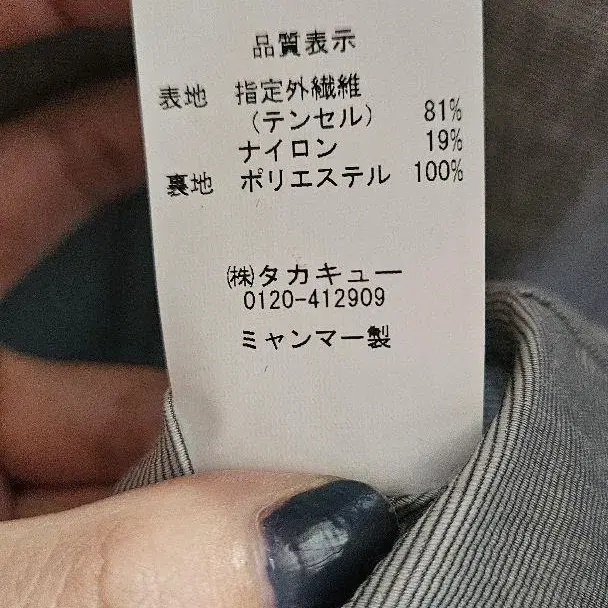 品質表示
表地 指定外繊維
(テンセル) 81%
ナイロン 19%
裏地 ポリエステル 100%
㈱タカキュー
0120-412909
ミャンマー製